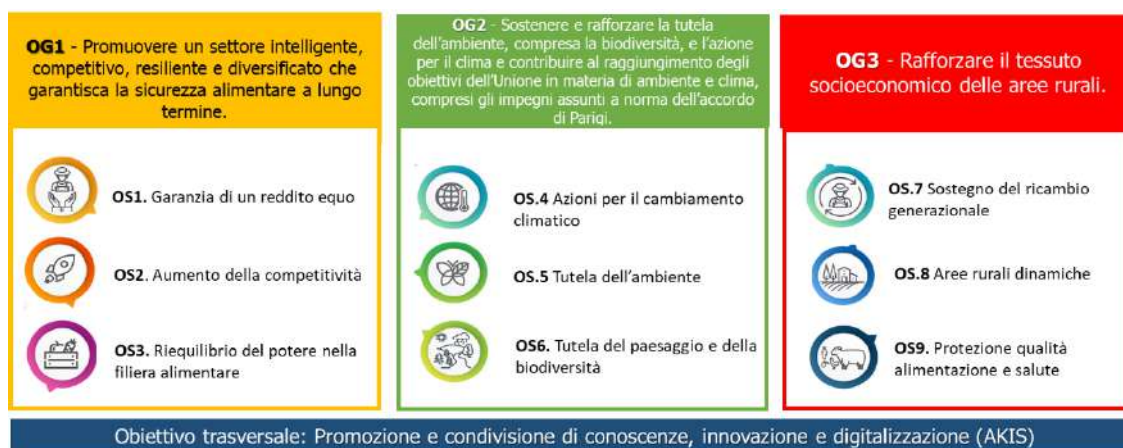 OG1 - Promuovere un settore intelligente,
competitivo, resiliente e diversificato che
garantisca la sicurezza alimentare a lungo
termine.
OS1. Garanzia di un reddito equo
OS2. Aumento della competitività
OS3. Riequilibrio del potere nella
filiera alimentare
OG2 - Sostenere e rafforzare la tutela
dell'ambiente, compresa la biodiversità, e l'azione
per il clima e contribuire al raggiungimento degli
obiettivi dell'Unione in materia di ambiente e clima,
compresi gli impegni assunti a norma dell'accordo
di Parigi.
OS.4 Azioni per il cambiamento
climatico
OS.5 Tutela dell'ambiente
OS6. Tutela del paesaggio e della
biodiversità
OG3 - Rafforzare il tessuto
socioeconomico delle aree rurali.
OS.7 Sostegno del ricambio
generazionale
OS.8 Aree rurali dinamiche
OS9. Protezione qualità
alimentazione e salute
Obiettivo trasversale: Promozione e condivisione di conoscenze, innovazione e digitalizzazione (AKIS)